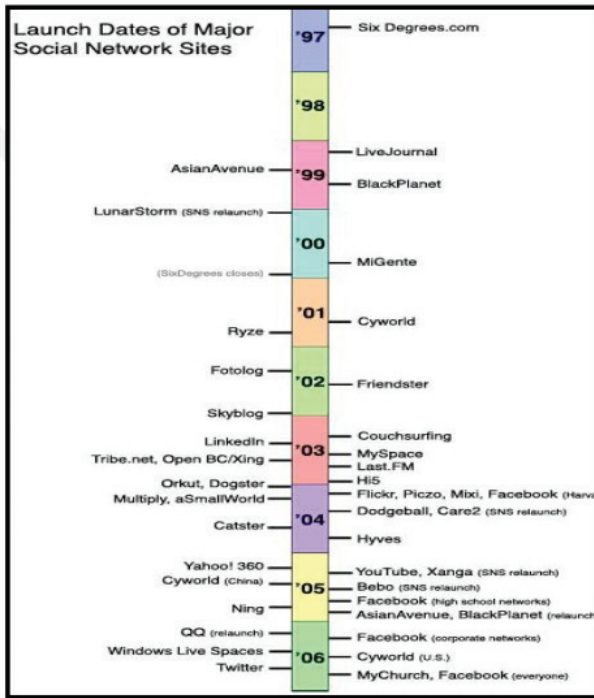 Launch Dates of Major
Social Network Sites
'97
Six Degrees.com
'98
'99
LiveJournal
AsianAvenue
BlackPlanet
LunarStorm (SNS relaunch)
'00
MiGente
(SixDegrees closes)
'01
Cyworld
Ryze
Fotolog
'02
Friendster
Skyblog
'03
Couchsurfing
LinkedIn
MySpace
Tribe.net, Open BC/Xing
Last.FM
Hi5
Orkut, Dogster
Flickr, Piczo, Mixi, Facebook (Harva
Multiply, aSmallWorld
'04
Dodgeball, Care2 (SNS relaunch)
Catster
Hyves
Yahoo! 360
YouTube, Xanga (SNS relaunch)
Cyworld (China)
'05
Bebo (SNS relaunch)
Facebook (high school networks)
Ning
AsianAvenue, BlackPlanet (relaunch
QQ (relaunch)
Facebook (corporate networks)
Windows Live Spaces
'06
Cyworld (U.S.)
Twitter
MyChurch, Facebook (everyone)